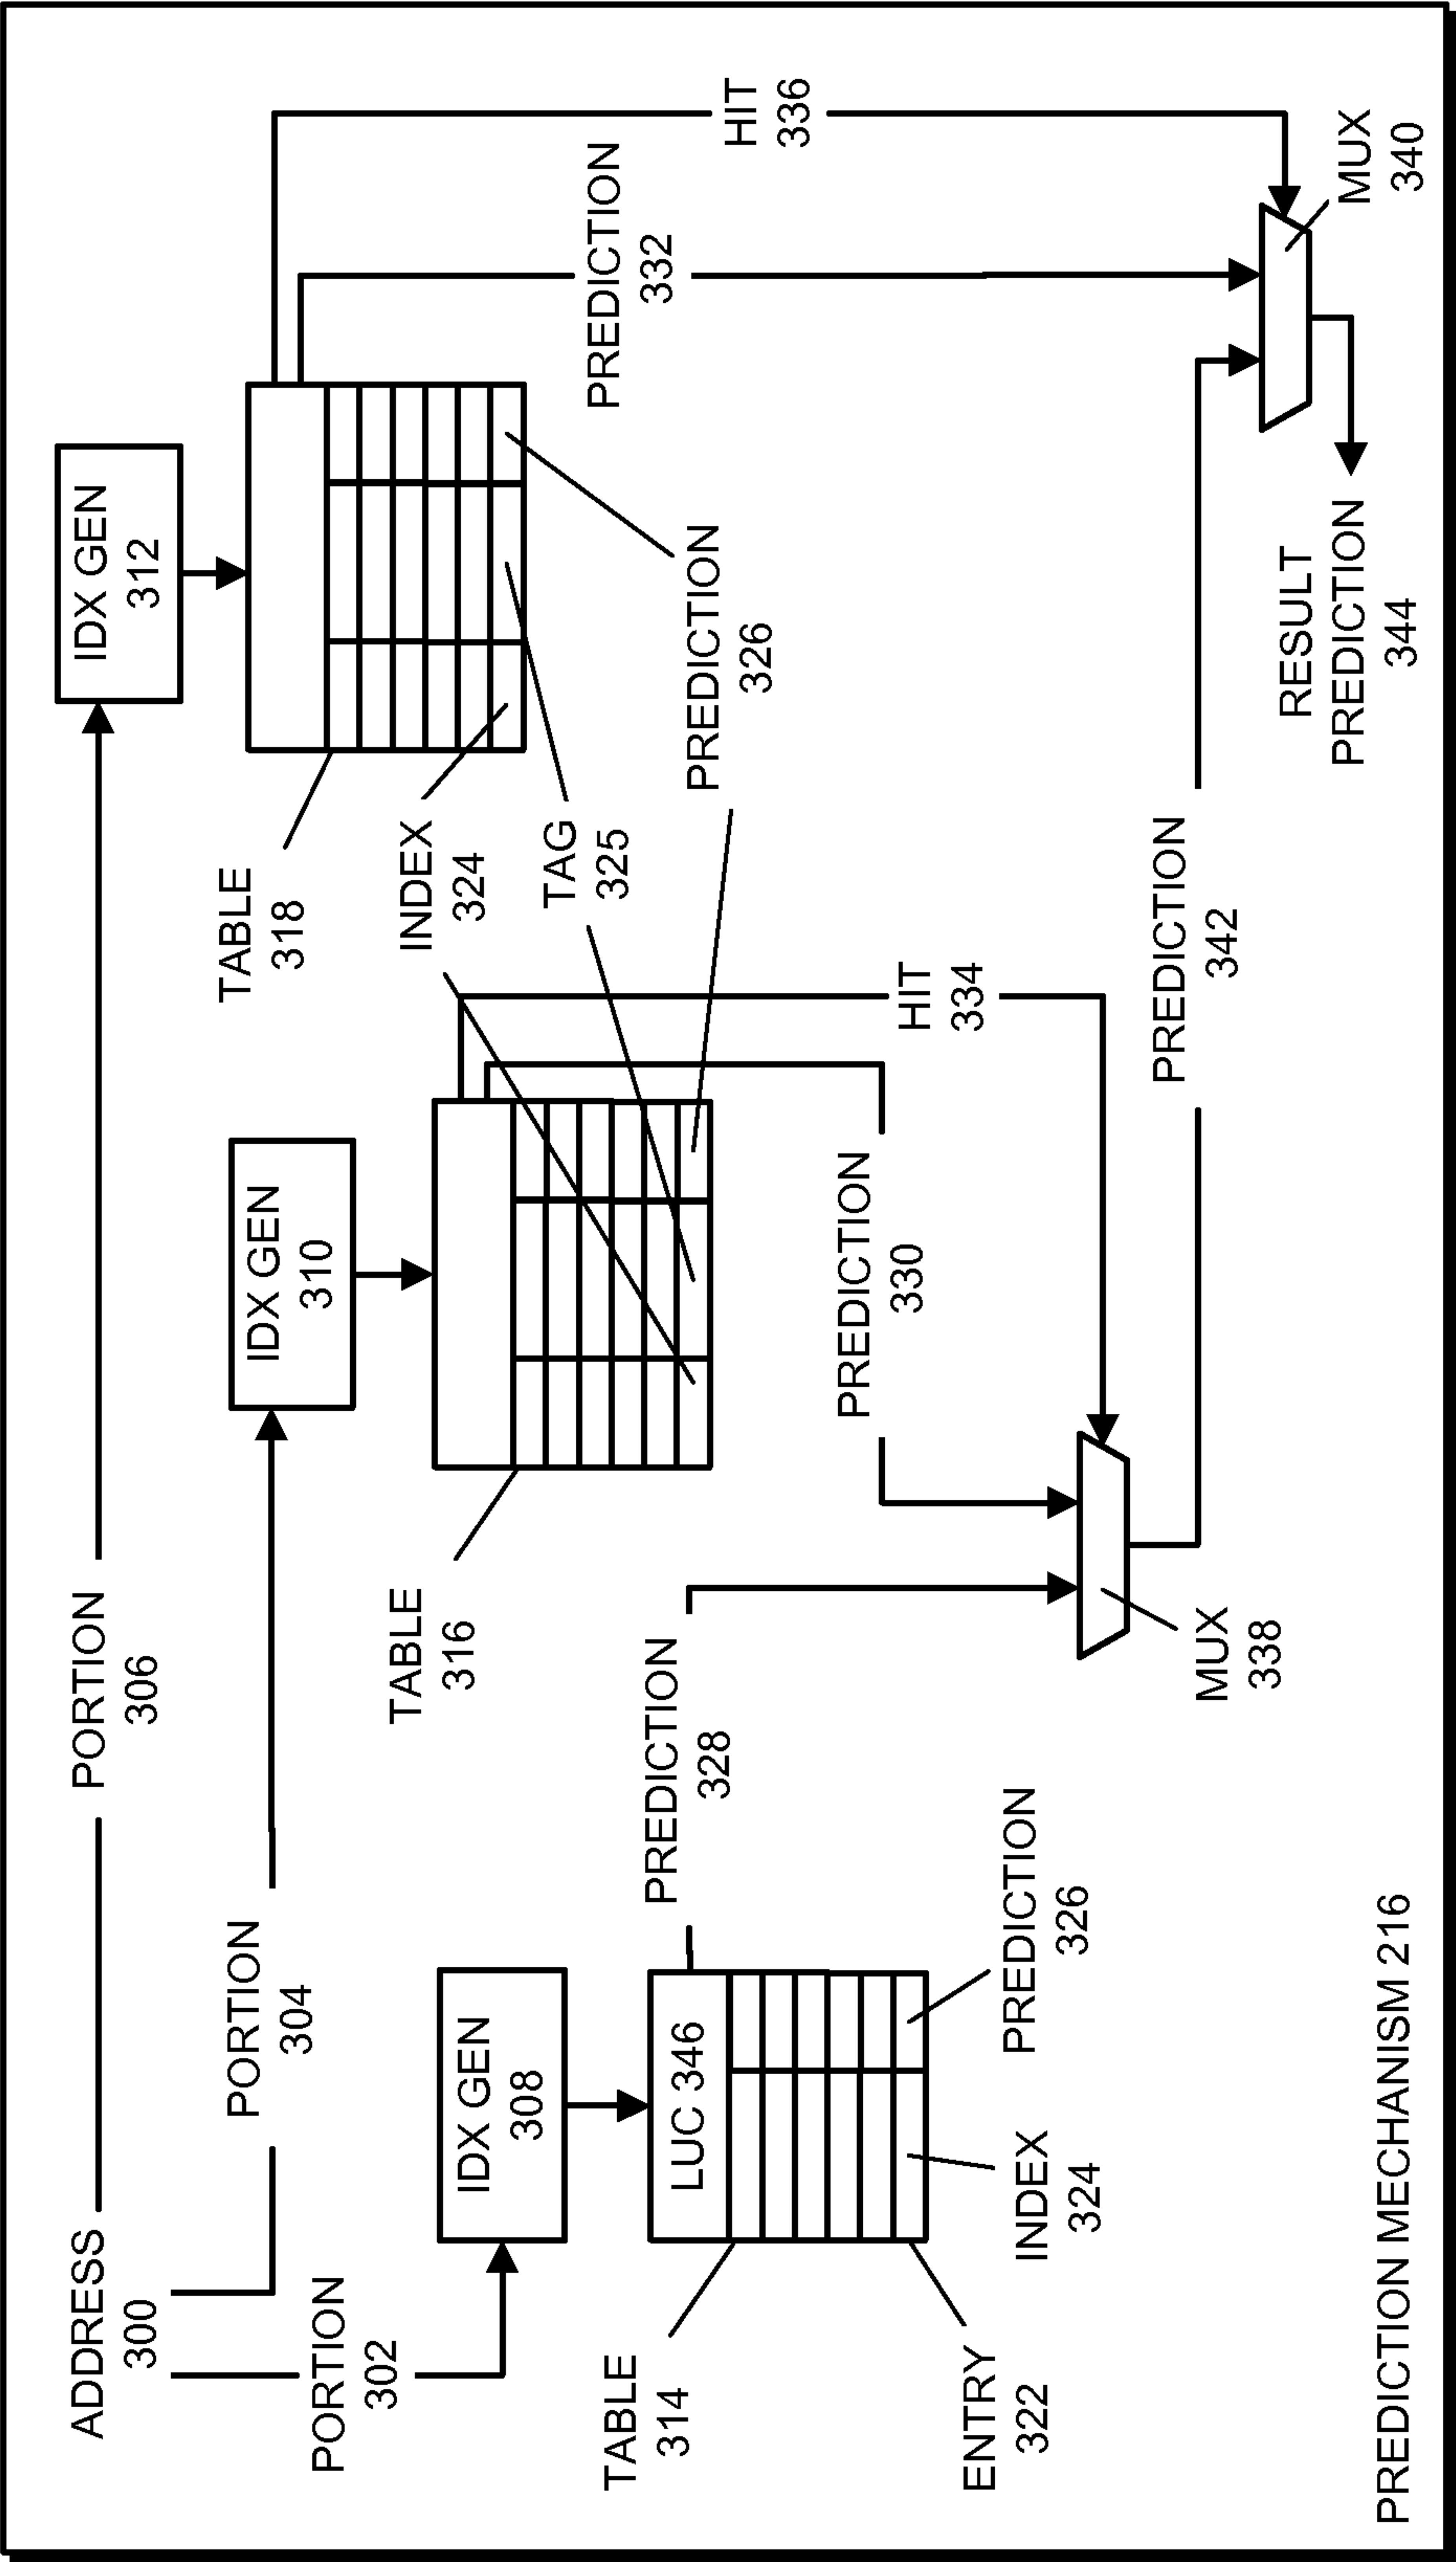 ADDRESS
300
PORTION
306
IDX GEN
312
PORTION
304
IDX GEN
310
PORTION
302
IDX GEN
308
TABLE
318
INDEX
324
TAG
325
PREDICTION
326
PREDICTION
332
HIT
336
TABLE
316
HIT
334
TABLE
314
LUC 346
PREDICTION
328
PREDICTION
330
ENTRY
322
INDEX
324
PREDICTION
326
MUX
338
PREDICTION
342
MUX
340
RESULT
PREDICTION
344
PREDICTION MECHANISM 216